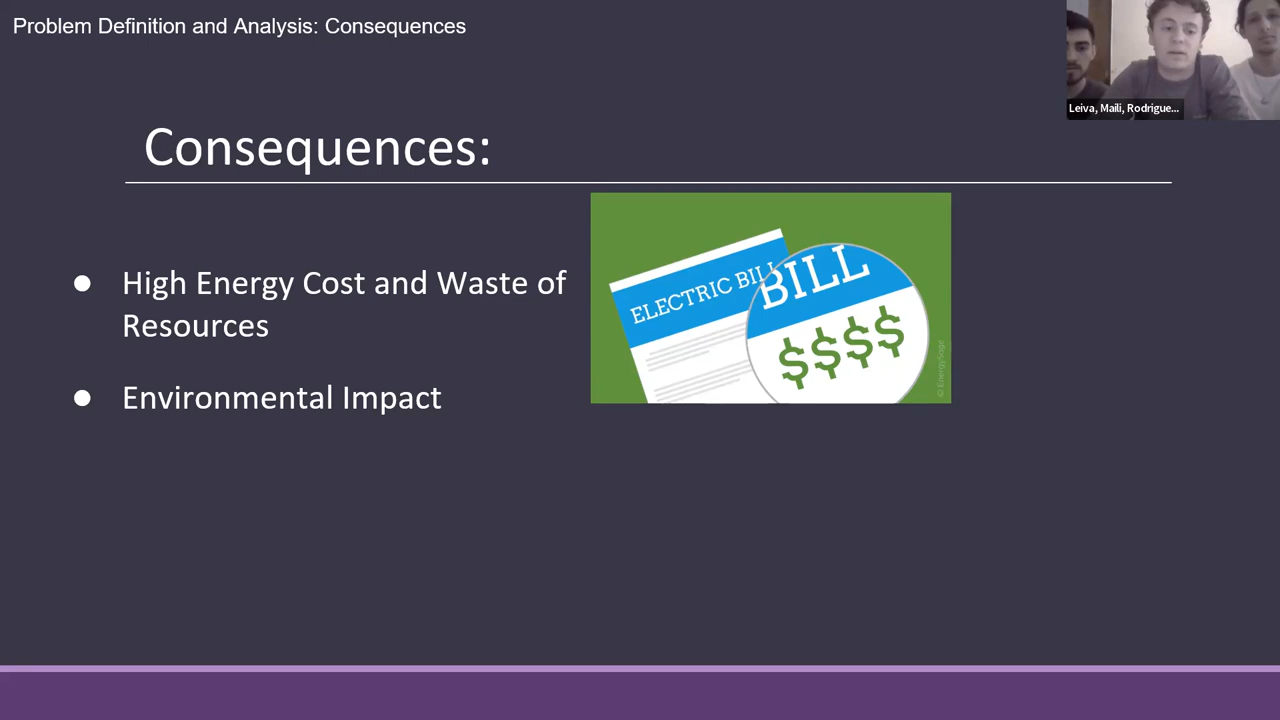 Problem Definition and Analysis: Consequences
Leiva, Maili, Rodrigue...
Consequences:
● High Energy Cost and Waste of
Resources
● Environmental Impact
ELECTRIC BILL
BILL
$$$$
© EnergySage